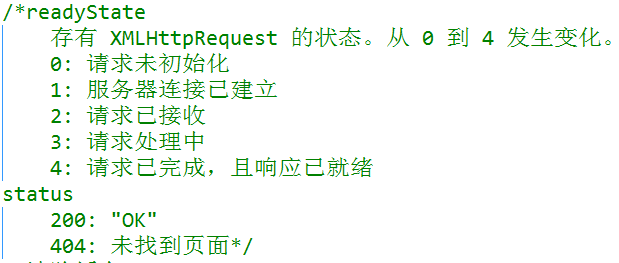 /*readyState
存有 XMLHttpRequest 的状态。从 0 到 4 发生变化。
0: 请求未初始化
1: 服务器连接已建立
2: 请求已接收
3: 请求处理中
4: 请求已完成，且响应已就绪
status
200: "OK"
404: 未找到页面*/